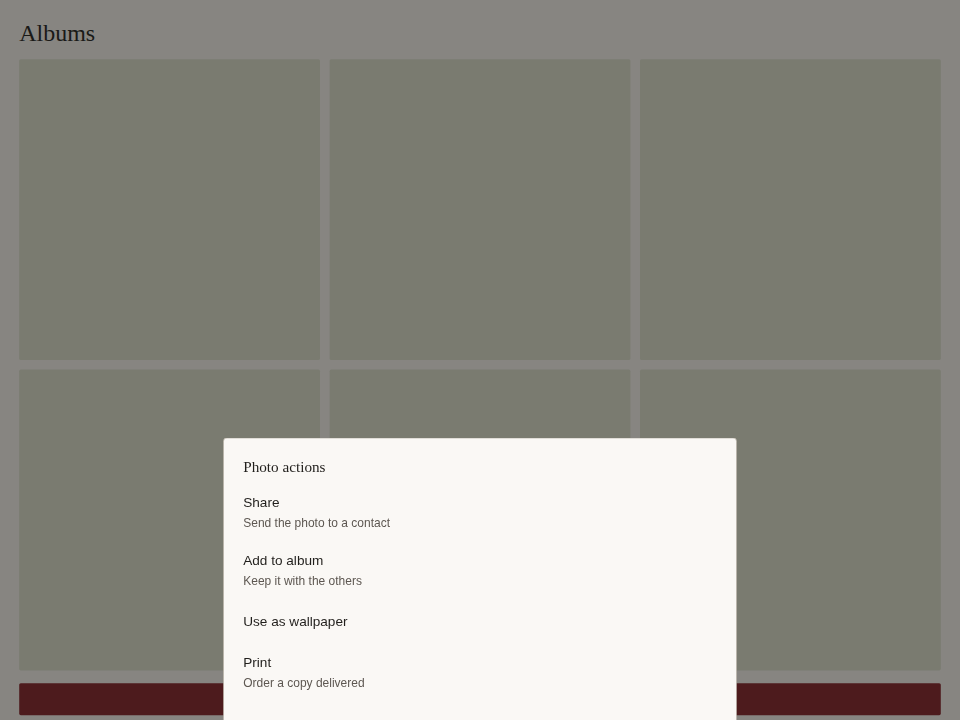 Albums
Photo actions
Share
Send the photo to a contact
Add to album
Keep it with the others
Use as wallpaper
Print
Order a copy delivered